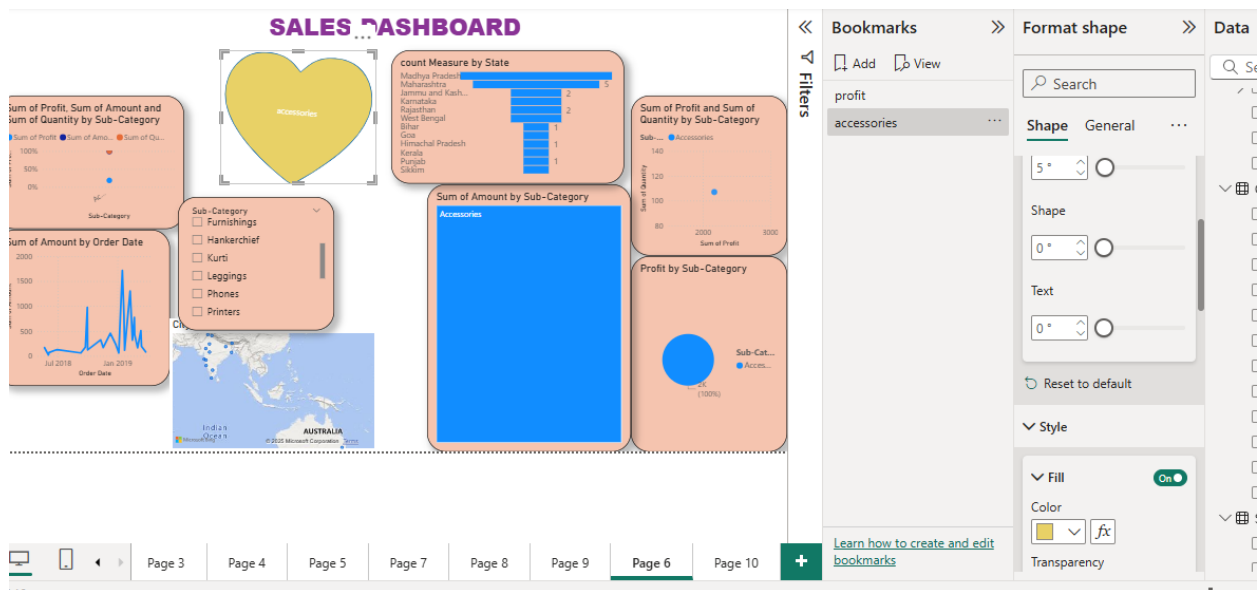 SALES DASHBOARD
accessories
count Measure by State
Madhya Pradesh
Maharashtra
Jammu and Kash...
Karnataka
Rajasthan
West Bengal
Bihar
Goa
Himachal Pradesh
Kerala
Punjab
Sikkim
5
2
2
1
1
1
Sum of Profit, Sum of Amount and
Sum of Quantity by Sub-Category
Sum of Profit Sum of Amo... Sum of Qu...
100%
50%
0%
Sub-Category
Sum of Amount by Order Date
2000
1500
1000
500
0
Jul 2018 Jan 2019
Order Date
Sub-Category
Furnishings
Hankerchief
Kurti
Leggings
Phones
Printers
Indian
Ocean
AUSTRALIA
Microsoft Bing
© 2025 Microsoft Corporation Terms
Sum of Amount by Sub-Category
Accessories
Sum of Profit and Sum of
Quantity by Sub-Category
Sub-... Accessories
140
120
100
80
Sum of Quantity
2000 3000
Sum of Profit
Profit by Sub-Category
Sub-Cat...
Acces...
2K
(100%)
Filters
Bookmarks
Add View
profit
accessories
Learn how to create and edit
bookmarks
Format shape
Search
Shape General
5 °
Shape
0 °
Text
0 °
Reset to default
Style
Fill On
Color
fx
Transparency
Data
Page 3 Page 4 Page 5 Page 7 Page 8 Page 9 Page 6 Page 10 +